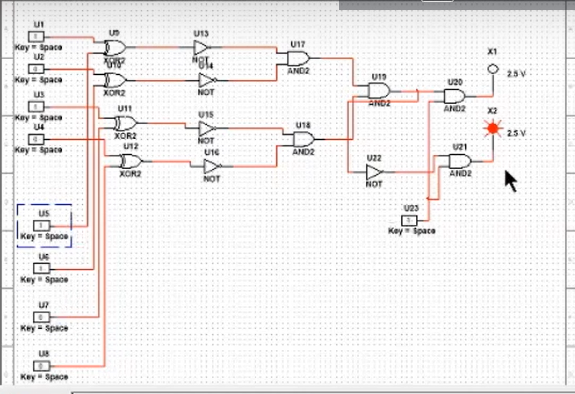 U1
Key = Space
U2
Key = Space
U3
Key = Space
U4
Key = Space
U5
Key = Space
U6
Key = Space
U7
Key = Space
U8
Key = Space
U9
XOR2
U10
XOR2
U11
XOR2
U12
XOR2
U13
NOT
U14
NOT
U15
NOT
U16
NOT
U17
AND2
U18
AND2
U19
AND2
U20
AND2
U21
AND2
U22
NOT
U23
Key = Space
X1
2.5 V
X2
2.5 V